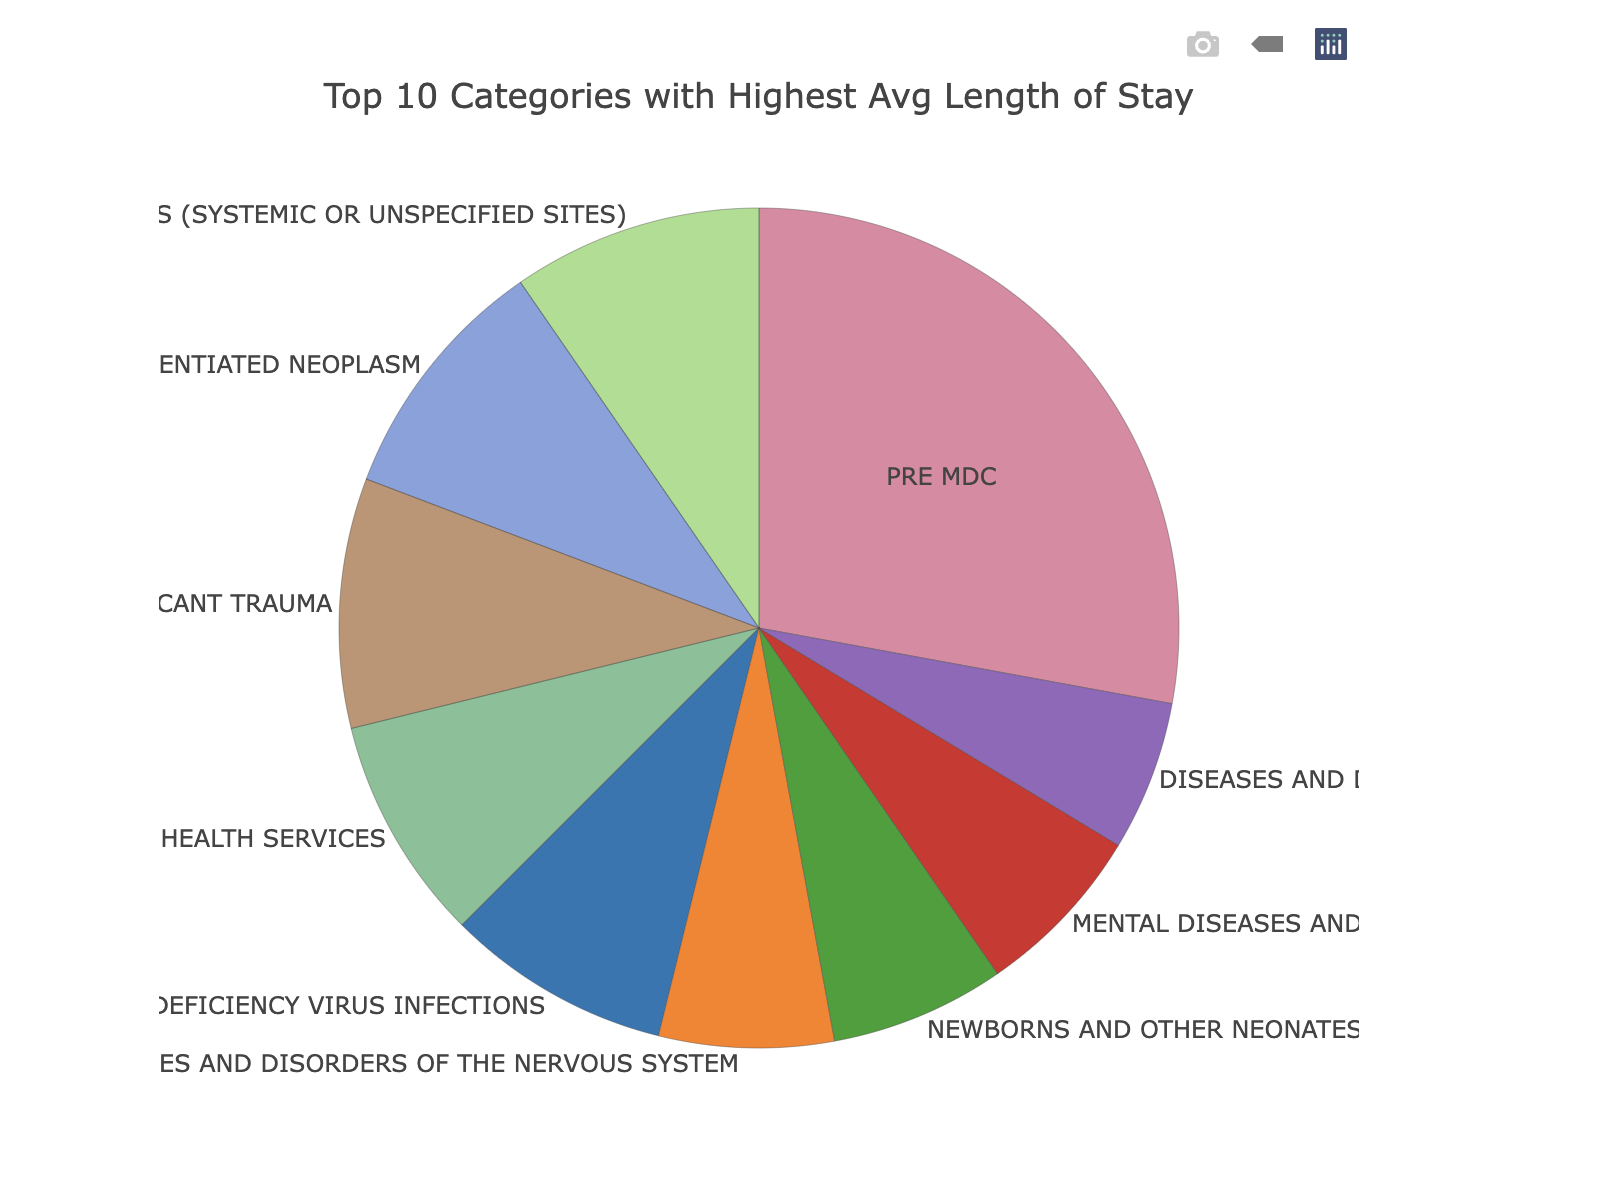 Top 10 Categories with Highest Avg Length of Stay
S (SYSTEMIC OR UNSPECIFIED SITES)
ENTIATED NEOPLASM
PRE MDC
CANT TRAUMA
DISEASES AND
HEALTH SERVICES
MENTAL DISEASES AND
DEFICIENCY VIRUS INFECTIONS
NEWBORNS AND OTHER NEONATES
ES AND DISORDERS OF THE NERVOUS SYSTEM